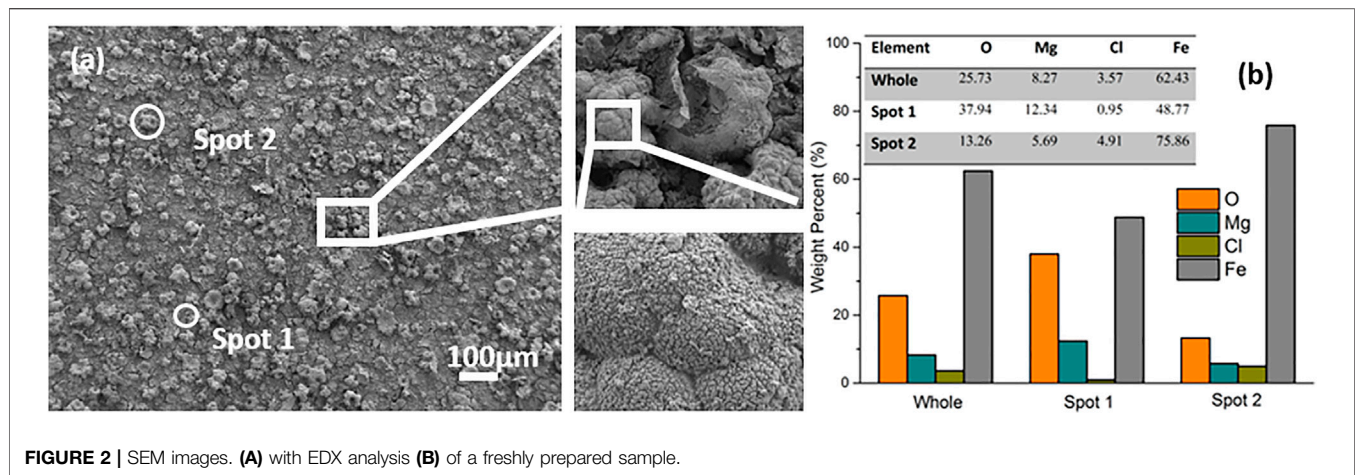 (a)
Spot 2
Spot 1
100µm
(b)
Element O Mg Cl Fe
Whole 25.73 8.27 3.57 62.43
Spot 1 37.94 12.34 0.95 48.77
Spot 2 13.26 5.69 4.91 75.86
Weight Percent (%)
100
80
60
40
20
0
O
Mg
Cl
Fe
Whole Spot 1 Spot 2
FIGURE 2 | SEM images. (A) with EDX analysis (B) of a freshly prepared sample.